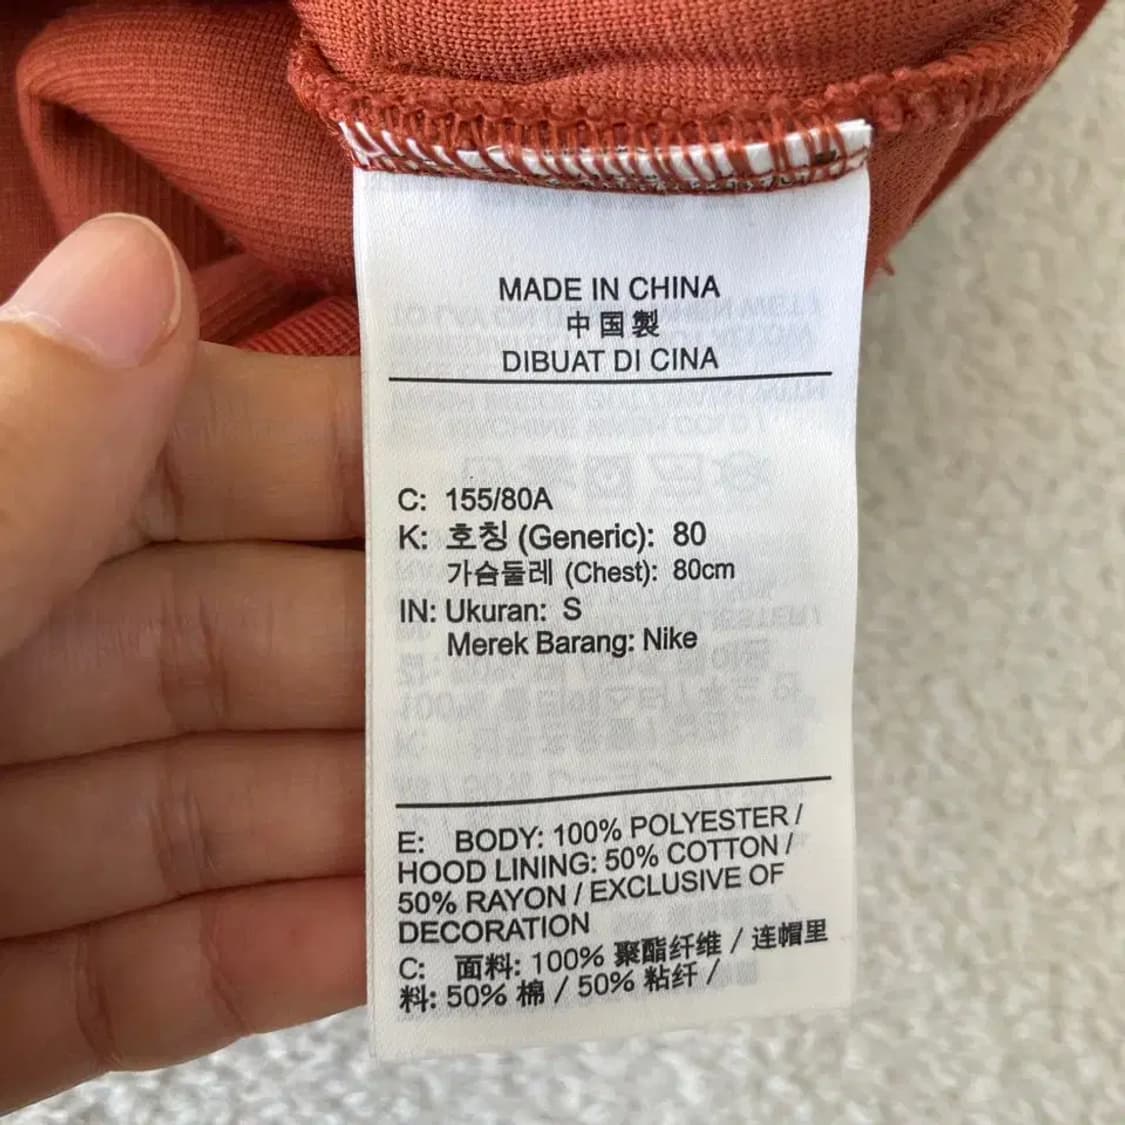 MADE IN CHINA
中国製
DIBUAT DI CINA
C: 155/80A
K: 호칭 (Generic): 80
가슴둘레 (Chest): 80cm
IN: Ukuran: S
Merek Barang: Nike
E: BODY: 100% POLYESTER /
HOOD LINING: 50% COTTON /
50% RAYON / EXCLUSIVE OF
DECORATION
C: 面料: 100% 聚酯纤维 / 连帽里
料: 50% 棉 / 50% 粘纤 /